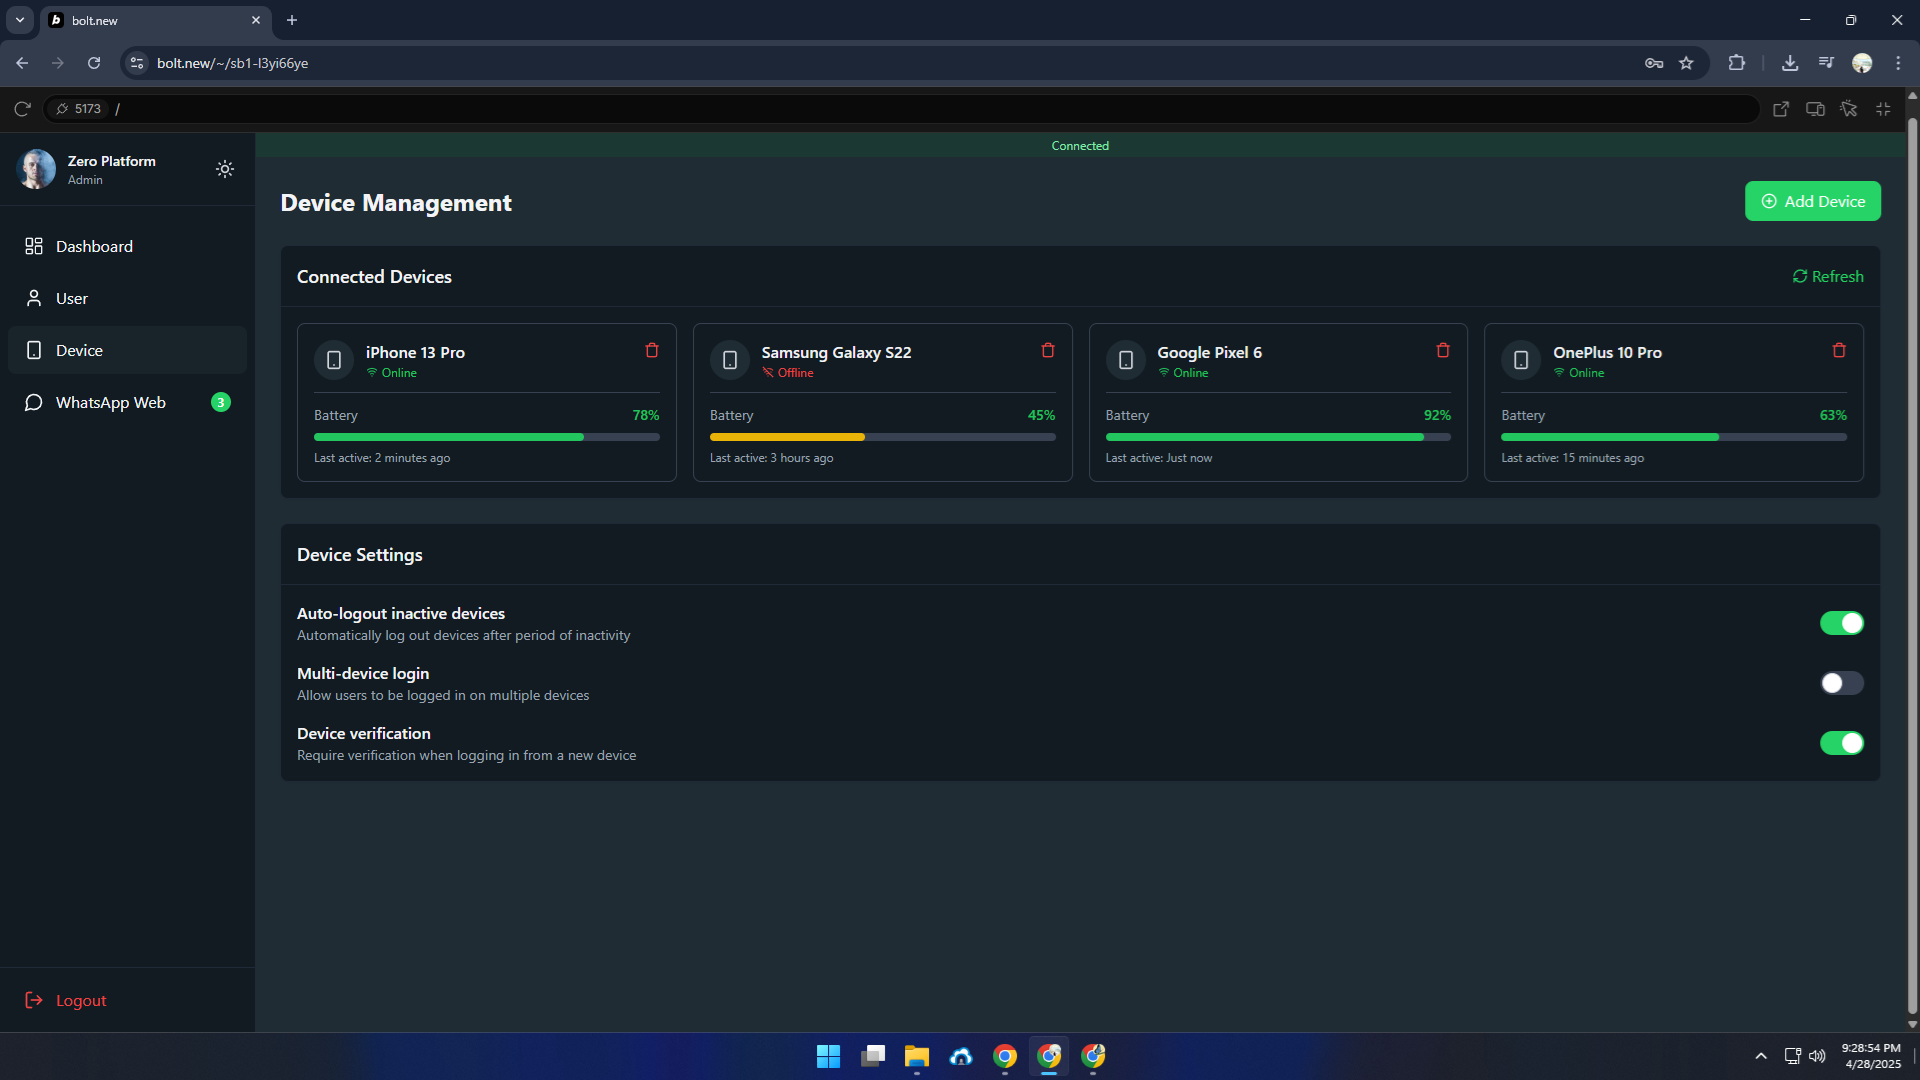 bolt.new
bolt.new/~/sb1-l3yi66ye
5173 /
Connected
Zero Platform
Admin
Dashboard
User
Device
WhatsApp Web 3
Logout
Device Management
Add Device
Connected Devices
Refresh
iPhone 13 Pro
Online
Battery 78%
Last active: 2 minutes ago
Samsung Galaxy S22
Offline
Battery 45%
Last active: 3 hours ago
Google Pixel 6
Online
Battery 92%
Last active: Just now
OnePlus 10 Pro
Online
Battery 63%
Last active: 15 minutes ago
Device Settings
Auto-logout inactive devices
Automatically log out devices after period of inactivity
Multi-device login
Allow users to be logged in on multiple devices
Device verification
Require verification when logging in from a new device
9:28:54 PM
4/28/2025